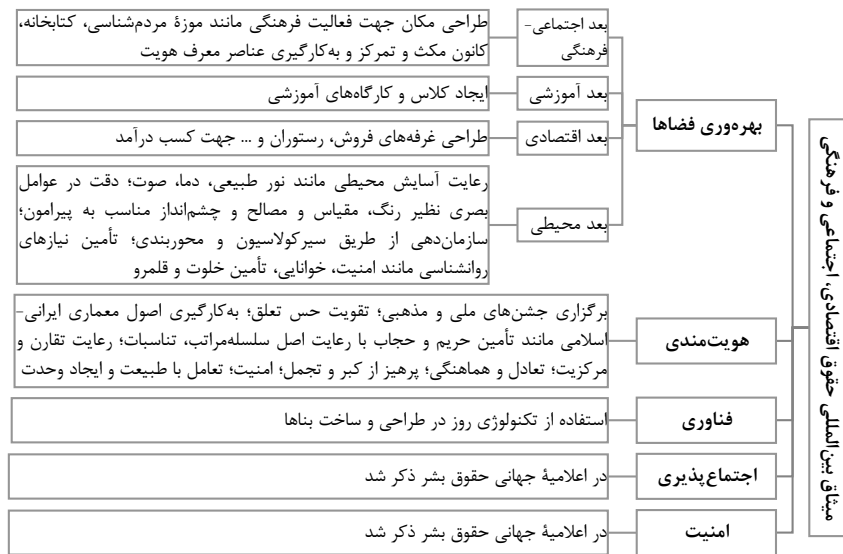 میثاق بین‌المللی حقوق اقتصادی، اجتماعی و فرهنگی
بهره‌وری فضاها
بعد اجتماعی-
فرهنگی
طراحی مکان جهت فعالیت فرهنگی مانند موزهٔ مردم‌شناسی، کتابخانه،
کانون مکث و تمرکز و به‌کارگیری عناصر معرف هویت
بعد آموزشی
ایجاد کلاس و کارگاه‌های آموزشی
بعد اقتصادی
طراحی غرفه‌های فروش، رستوران و ... جهت کسب درآمد
بعد محیطی
رعایت آسایش محیطی مانند نور طبیعی، دما، صوت؛ دقت در عوامل
بصری نظیر رنگ، مقیاس و مصالح و چشم‌انداز مناسب به پیرامون؛
سازمان‌دهی از طریق سیرکولاسیون و محوربندی؛ تأمین نیازهای
روانشناسی مانند امنیت، خوانایی، تأمین خلوت و قلمرو
هویت‌مندی
برگزاری جشن‌های ملی و مذهبی؛ تقویت حس تعلق؛ به‌کارگیری اصول معماری ایرانی-
اسلامی مانند تأمین حریم و حجاب با رعایت اصل سلسله‌مراتب، تناسبات؛ رعایت تقارن و
مرکزیت؛ تعادل و هماهنگی؛ پرهیز از کبر و تجمل؛ امنیت؛ تعامل با طبیعت و ایجاد وحدت
فناوری
استفاده از تکنولوژی روز در طراحی و ساخت بناها
اجتماع‌پذیری
در اعلامیهٔ جهانی حقوق بشر ذکر شد
امنیت
در اعلامیهٔ جهانی حقوق بشر ذکر شد